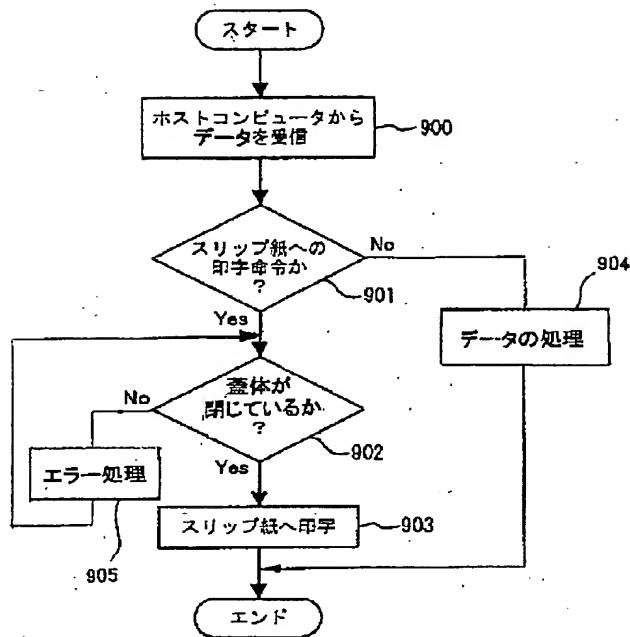 スタート
ホストコンピュータから
データを受信
900
スリップ紙への
印字命令か
?
No
901
904
Yes
データの処理
蓋体が
閉じているか
?
No
902
エラー処理
Yes
スリップ紙へ印字
903
905
エンド